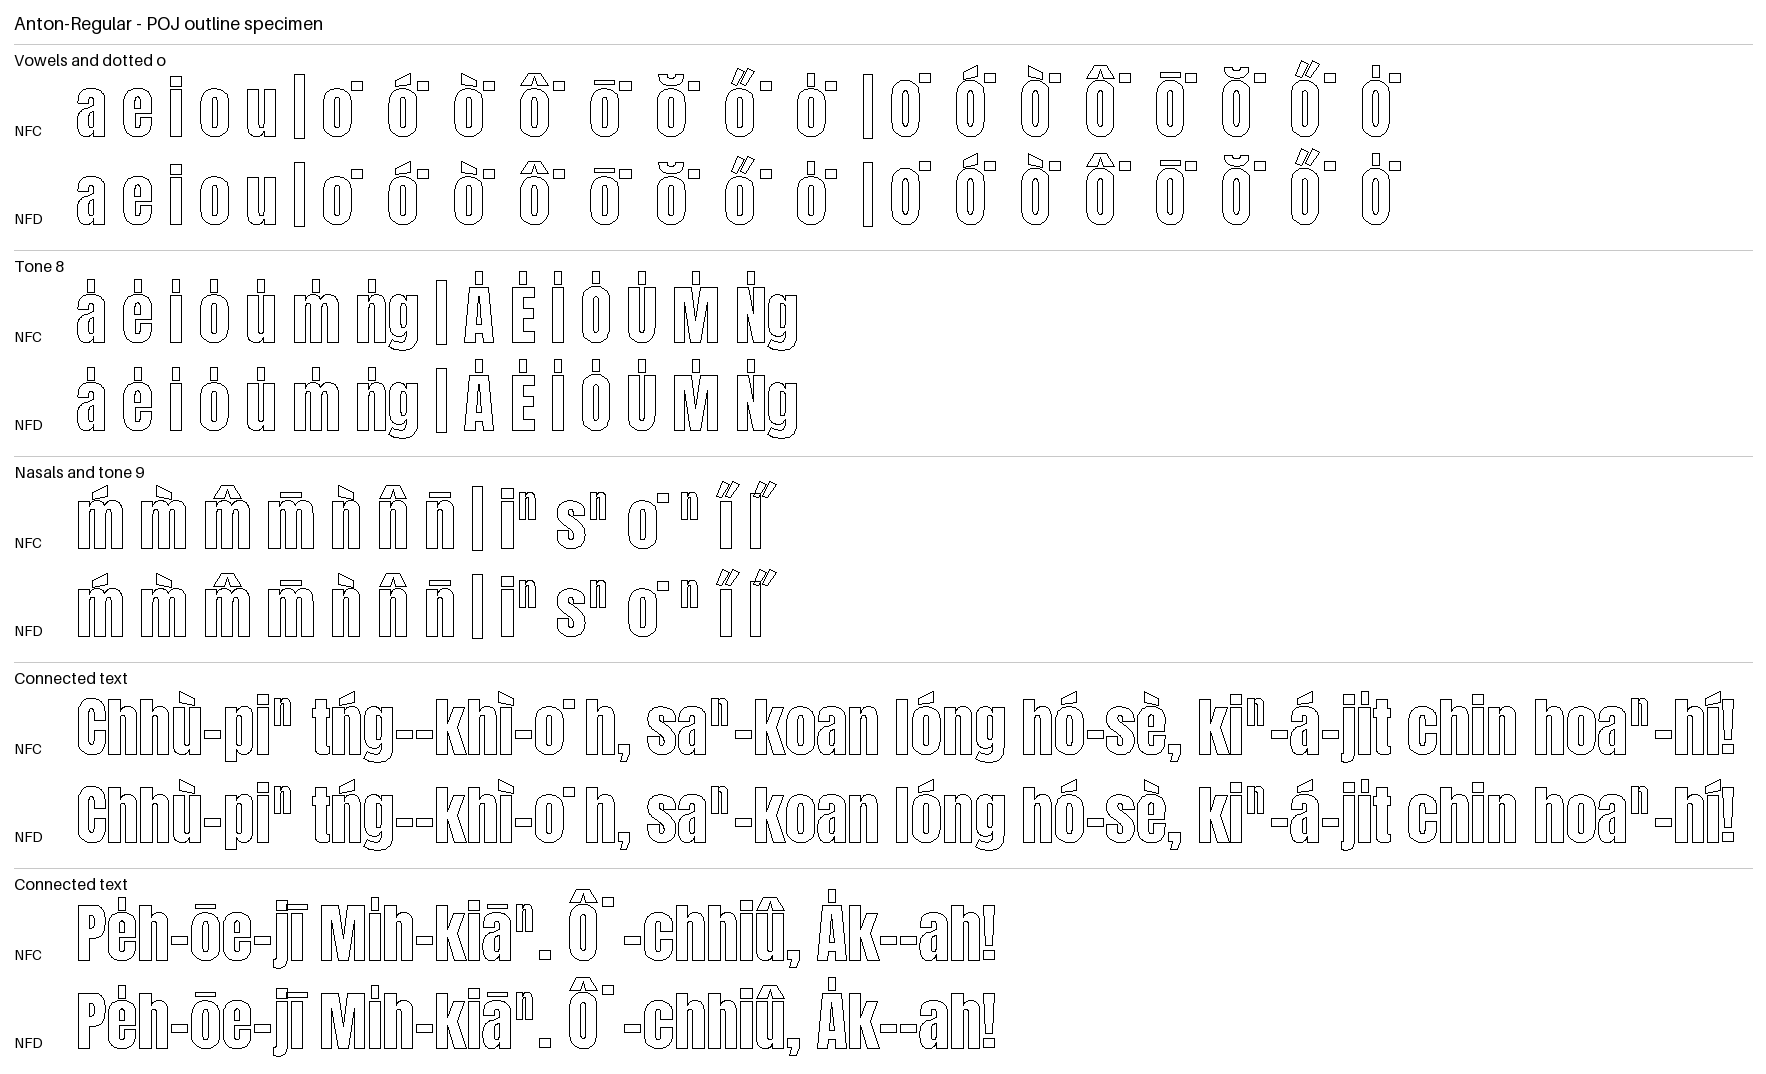 Anton-Regular - POJ outline specimen
Vowels and dotted o
NFC a e i o u | o͘ ó͘ ò͘ ô͘ ō͘ ŏ͘ ő͘ o̍͘ | O͘ Ó͘ Ò͘ Ô͘ Ō͘ Ŏ͘ Ő͘ O̍͘
NFD a e i o u | o͘ ó͘ ò͘ ô͘ ō͘ ŏ͘ ő͘ o̍͘ | O͘ Ó͘ Ò͘ Ô͘ Ō͘ Ŏ͘ Ő͘ O̍͘
Tone 8
NFC a̍ e̍ i̍ o̍ u̍ m̍ n̍g | A̍ E̍ I̍ O̍ U̍ M̍ N̍g
NFD a̍ e̍ i̍ o̍ u̍ m̍ n̍g | A̍ E̍ I̍ O̍ U̍ M̍ N̍g
Nasals and tone 9
NFC ḿ m̀ m̂ m̄ ǹ n̂ n̄ | iⁿ sⁿ o͘ⁿ i̋ I̋
NFD ḿ m̀ m̂ m̄ ǹ n̂ n̄ | iⁿ sⁿ o͘ⁿ i̋ I̋
Connected text
NFC Chhù-piⁿ tńg--khì-o͘h, saⁿ-koan lóng hó-sè, kiⁿ-á-ji̍t chin hoaⁿ-hí!
NFD Chhù-piⁿ tńg--khì-o͘h, saⁿ-koan lóng hó-sè, kiⁿ-á-ji̍t chin hoaⁿ-hí!
Connected text
NFC Pe̍h-ōe-jī Mi̍h-kiāⁿ. Ô͘-chhiû, A̍k--ah!
NFD Pe̍h-ōe-jī Mi̍h-kiāⁿ. Ô͘-chhiû, A̍k--ah!